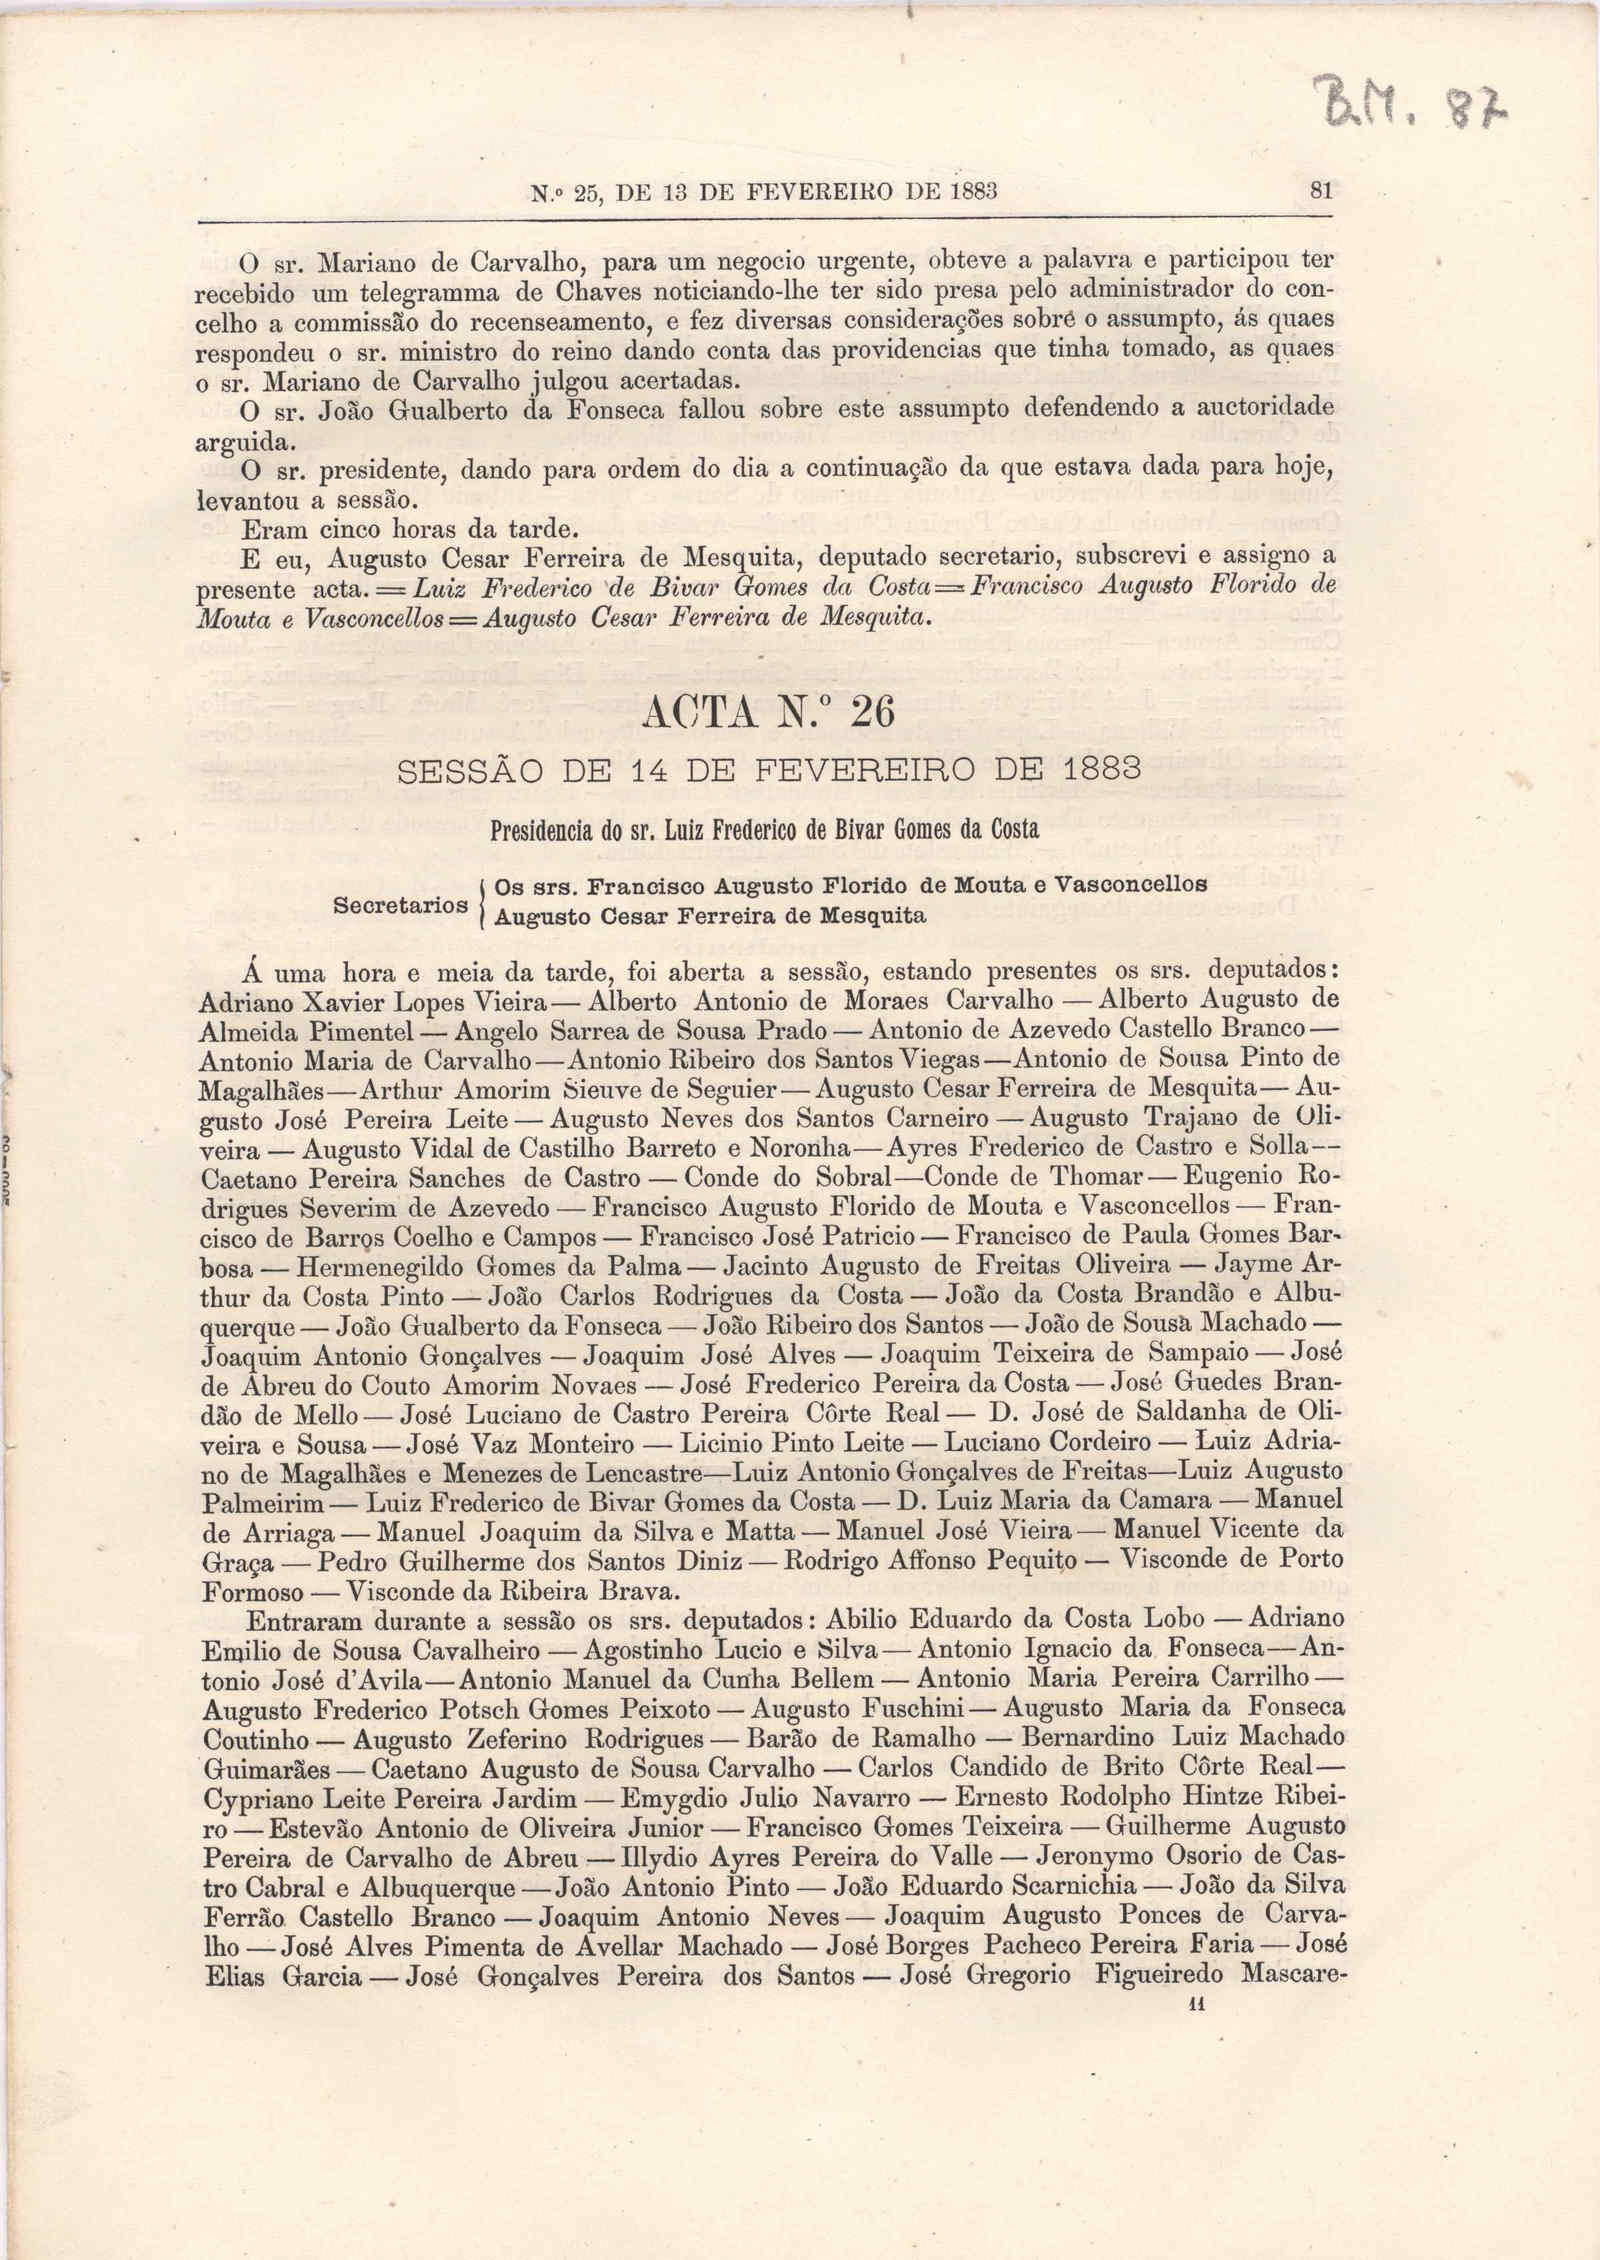 B.M. 87
N.º 25, DE 13 DE FEVEREIRO DE 1883 81
O sr. Mariano de Carvalho, para um negocio urgente, obteve a palavra e participou ter
recebido um telegramma de Chaves noticiando-lhe ter sido presa pelo administrador do con-
celho a commissão do recenseamento, e fez diversas considerações sobre o assumpto, ás quaes
respondeu o sr. ministro do reino dando conta das providencias que tinha tomado, as quaes
o sr. Mariano de Carvalho julgou acertadas.
O sr. João Gualberto da Fonseca fallou sobre este assumpto defendendo a auctoridade
arguida.
O sr. presidente, dando para ordem do dia a continuação da que estava dada para hoje,
levantou a sessão.
Eram cinco horas da tarde.
E eu, Augusto Cesar Ferreira de Mesquita, deputado secretario, subscrevi e assigno a
presente acta. = Luiz Frederico de Bivar Gomes da Costa = Francisco Augusto Florido de
Mouta e Vasconcellos = Augusto Cesar Ferreira de Mesquita.
ACTA N.º 26
SESSÃO DE 14 DE FEVEREIRO DE 1883
Presidencia do sr. Luiz Frederico de Bivar Gomes da Costa
Secretarios { Os srs. Francisco Augusto Florido de Mouta e Vasconcellos
Augusto Cesar Ferreira de Mesquita
Á uma hora e meia da tarde, foi aberta a sessão, estando presentes os srs. deputados:
Adriano Xavier Lopes Vieira — Alberto Antonio de Moraes Carvalho — Alberto Augusto de
Almeida Pimentel — Angelo Sarrea de Sousa Prado — Antonio de Azevedo Castello Branco —
Antonio Maria de Carvalho — Antonio Ribeiro dos Santos Viegas — Antonio de Sousa Pinto de
Magalhães — Arthur Amorim Sieuve de Seguier — Augusto Cesar Ferreira de Mesquita — Au-
gusto José Pereira Leite — Augusto Neves dos Santos Carneiro — Augusto Trajano de Oli-
veira — Augusto Vidal de Castilho Barreto e Noronha — Ayres Frederico de Castro e Solla --
Caetano Pereira Sanches de Castro — Conde do Sobral — Conde de Thomar — Eugenio Ro-
drigues Severim de Azevedo — Francisco Augusto Florido de Mouta e Vasconcellos — Fran-
cisco de Barros Coelho e Campos — Francisco José Patricio — Francisco de Paula Gomes Bar-
bosa — Hermenegildo Gomes da Palma — Jacinto Augusto de Freitas Oliveira — Jayme Ar-
thur da Costa Pinto — João Carlos Rodrigues da Costa — João da Costa Brandão e Albu-
querque — João Gualberto da Fonseca — João Ribeiro dos Santos — João de Sousa Machado —
Joaquim Antonio Gonçalves — Joaquim José Alves — Joaquim Teixeira de Sampaio — José
de Abreu do Couto Amorim Novaes — José Frederico Pereira da Costa — José Guedes Bran-
dão de Mello — José Luciano de Castro Pereira Côrte Real — D. José de Saldanha de Oli-
veira e Sousa — José Vaz Monteiro — Licinio Pinto Leite — Luciano Cordeiro — Luiz Adria-
no de Magalhães e Menezes de Lencastre — Luiz Antonio Gonçalves de Freitas — Luiz Augusto
Palmeirim — Luiz Frederico de Bivar Gomes da Costa — D. Luiz Maria da Camara — Manuel
de Arriaga — Manuel Joaquim da Silva e Matta — Manuel José Vieira — Manuel Vicente da
Graça — Pedro Guilherme dos Santos Diniz — Rodrigo Affonso Pequito — Visconde de Porto
Formoso — Visconde da Ribeira Brava.
Entraram durante a sessão os srs. deputados: Abilio Eduardo da Costa Lobo — Adriano
Emilio de Sousa Cavalheiro — Agostinho Lucio e Silva — Antonio Ignacio da Fonseca — An-
tonio José d'Avila — Antonio Manuel da Cunha Bellem — Antonio Maria Pereira Carrilho —
Augusto Frederico Potsch Gomes Peixoto — Augusto Fuschini — Augusto Maria da Fonseca
Coutinho — Augusto Zeferino Rodrigues — Barão de Ramalho — Bernardino Luiz Machado
Guimarães — Caetano Augusto de Sousa Carvalho — Carlos Candido de Brito Côrte Real —
Cypriano Leite Pereira Jardim — Emygdio Julio Navarro — Ernesto Rodolpho Hintze Ribei-
ro — Estevão Antonio de Oliveira Junior — Francisco Gomes Teixeira — Guilherme Augusto
Pereira de Carvalho de Abreu — Illydio Ayres Pereira do Valle — Jeronymo Osorio de Cas-
tro Cabral e Albuquerque — João Antonio Pinto — João Eduardo Scarnichia — João da Silva
Ferrão Castello Branco — Joaquim Antonio Neves — Joaquim Augusto Ponces de Carva-
lho — José Alves Pimenta de Avellar Machado — José Borges Pacheco Pereira Faria — José
Elias Garcia — José Gonçalves Pereira dos Santos — José Gregorio Figueiredo Mascare-
11